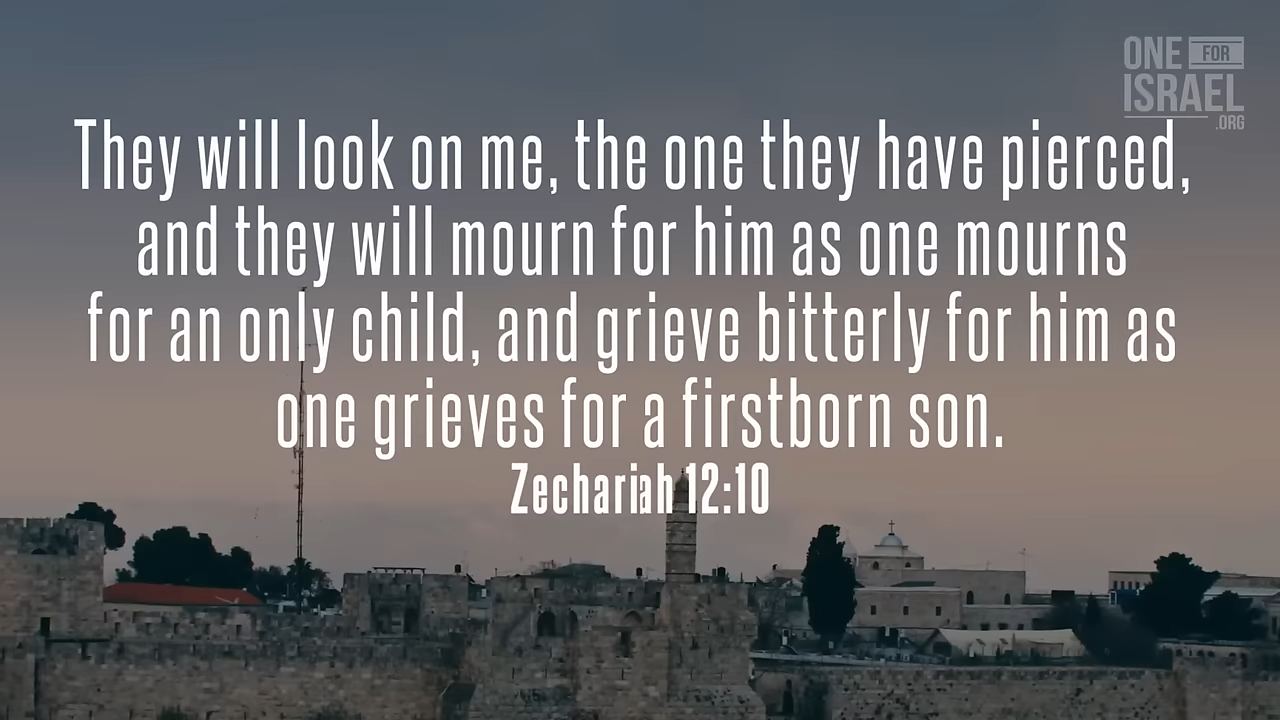 ONE FOR
ISRAEL
.ORG
They will look on me, the one they have pierced,
and they will mourn for him as one mourns
for an only child, and grieve bitterly for him as
one grieves for a firstborn son.
Zechariah 12:10